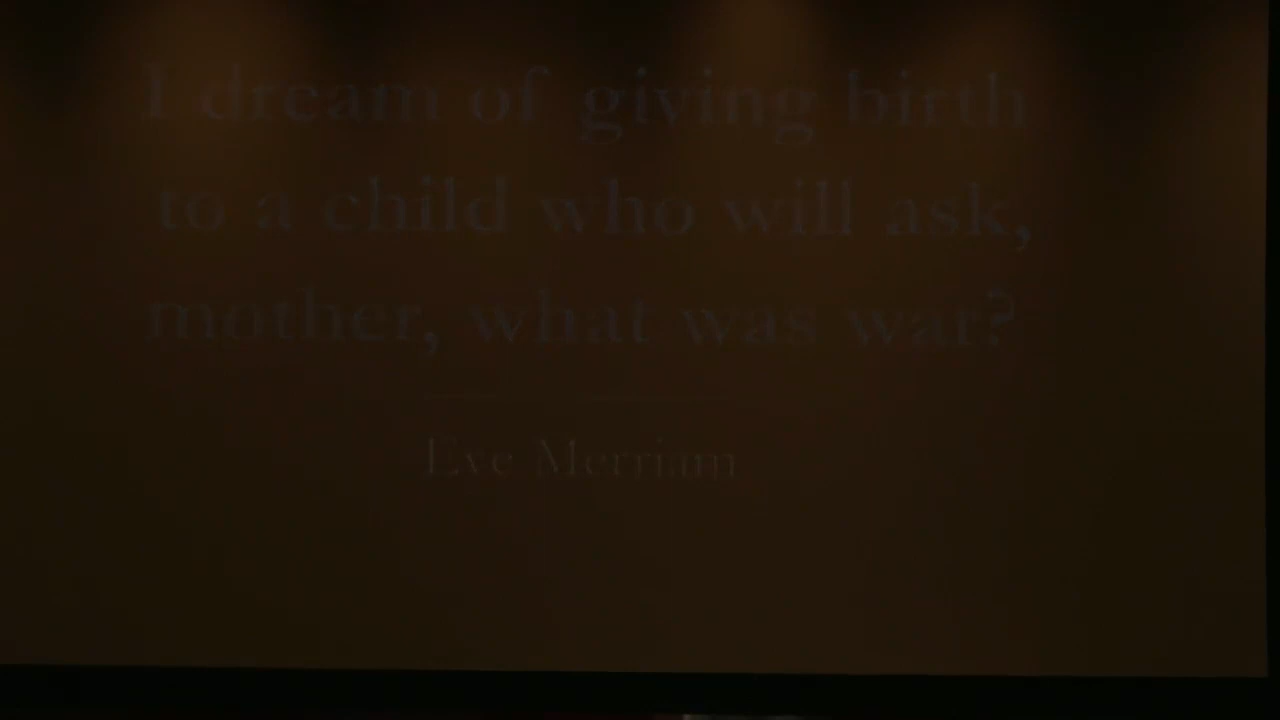 I dream of giving birth
to a child who will ask,
mother, what was war?
Eve Merriam